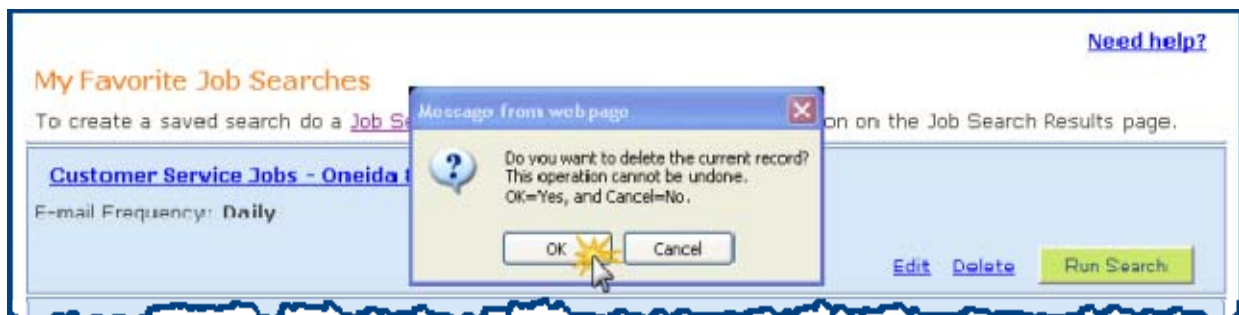 Need help?
My Favorite Job Searches
To create a saved search do a Job Se
on on the Job Search Results page.
Message from webpage
Do you want to delete the current record?
This operation cannot be undone.
OK=Yes, and Cancel=No.
OK
Cancel
Customer Service Jobs - Oneida
E-mail Frequency: Daily
Edit Delete Run Search